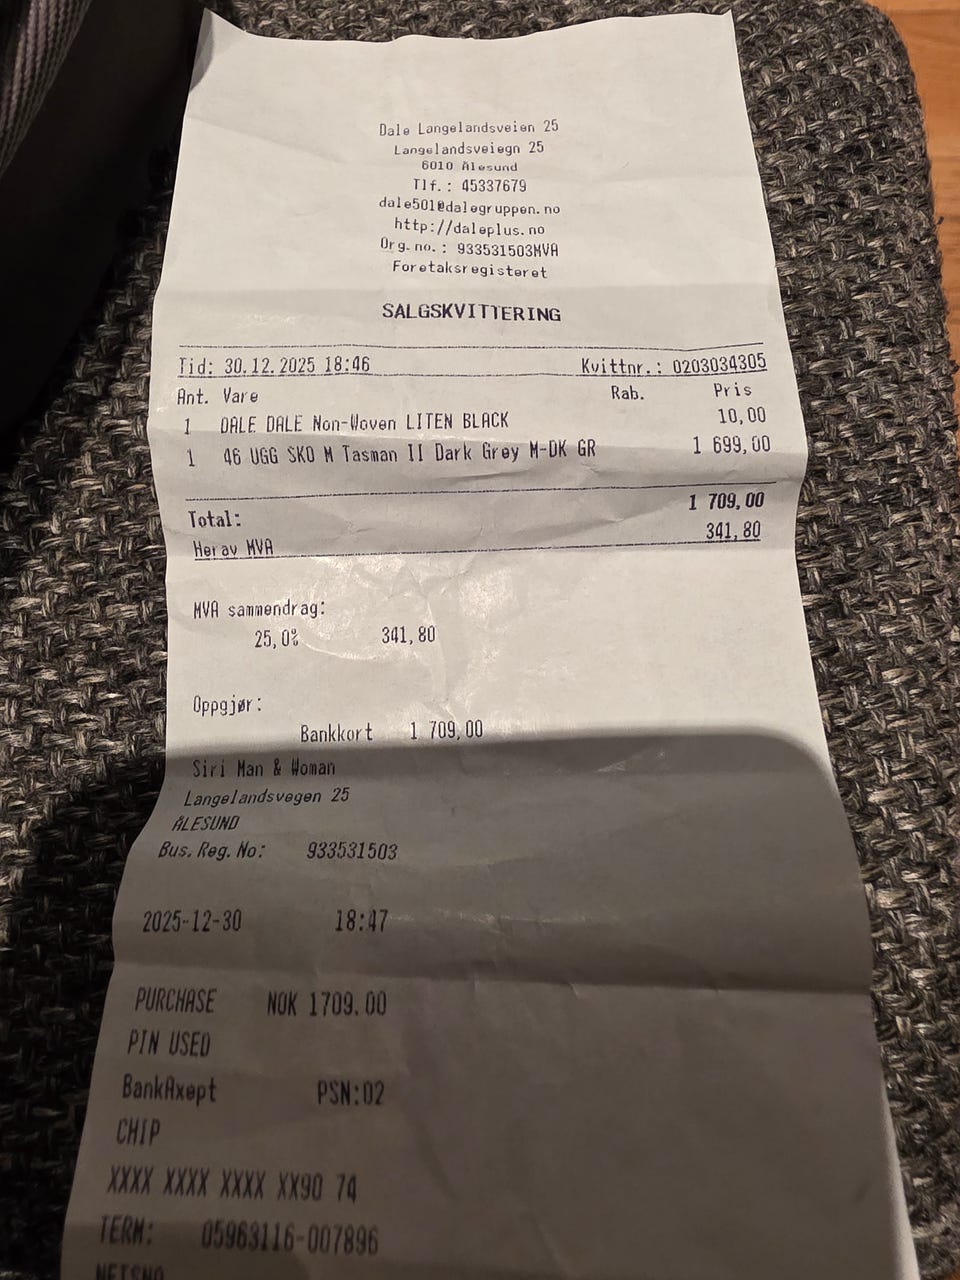 Dale Langelandsveien 25
Langelandsveiegn 25
6010 Ålesund
Tlf.: 45337679
dale501@dalegruppen.no
http://daleplus.no
Org.no.: 933531503MVA
Foretaksregisteret
SALGSKVITTERING
Tid: 30.12.2025 18:46 Kvittnr.: 0203034305
Ant. Vare Rab. Pris
1 DALE DALE Non-Woven LITEN BLACK 10,00
1 46 UGG SKO M Tasman II Dark Grey M-DK GR 1 699,00
Total: 1 709,00
Herav MVA 341,80
MVA sammendrag:
25,0% 341,80
Oppgjør:
Bankkort 1 709,00
Siri Man & Woman
Langelandsvegen 25
ÅLESUND
Bus.Reg.No: 933531503
2025-12-30 18:47
PURCHASE NOK 1709.00
PIN USED
BankAxept PSN:02
CHIP
XXXX XXXX XXXX XX90 74
TERM: 05963116-007896